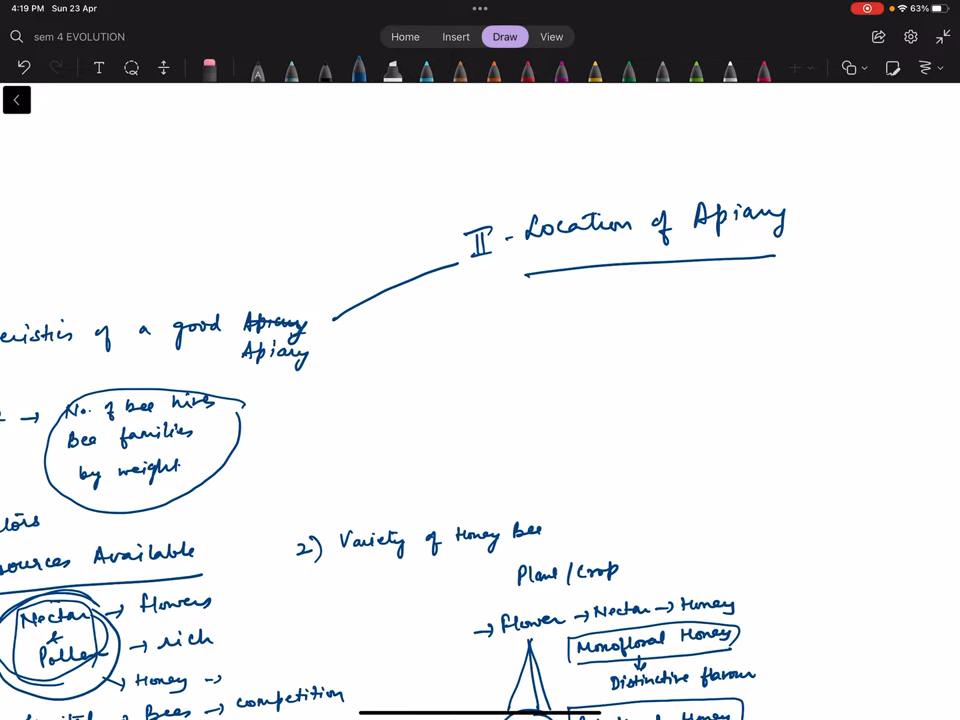 4:19 PM Sun 23 Apr
63%
sem 4 EVOLUTION
Home Insert Draw View
II - Location of Apiary
eristics of a good Apiary
Apiary
No. of bee hives
Bee families
by weight
2) Variety of Honey Bee
Plant/Crop
→ Flower → Nectar → Honey
Monofloral Honey
Distinctive flavour
sources Available
Nectar → flowers
&
Pollen → rich
→ Honey →
Bees → competition